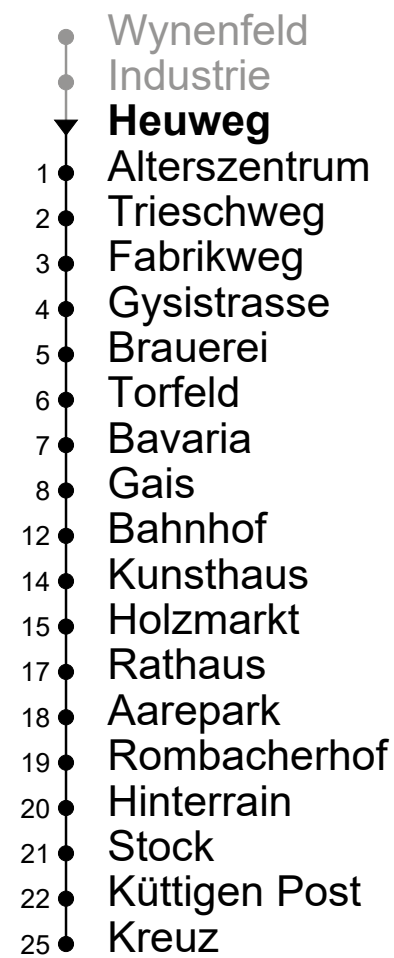 Wynenfeld
Industrie
Heuweg
1 Alterszentrum
2 Trieschweg
3 Fabrikweg
4 Gysistrasse
5 Brauerei
6 Torfeld
7 Bavaria
8 Gais
12 Bahnhof
14 Kunsthaus
15 Holzmarkt
17 Rathaus
18 Aarepark
19 Rombacherhof
20 Hinterrain
21 Stock
22 Küttigen Post
25 Kreuz